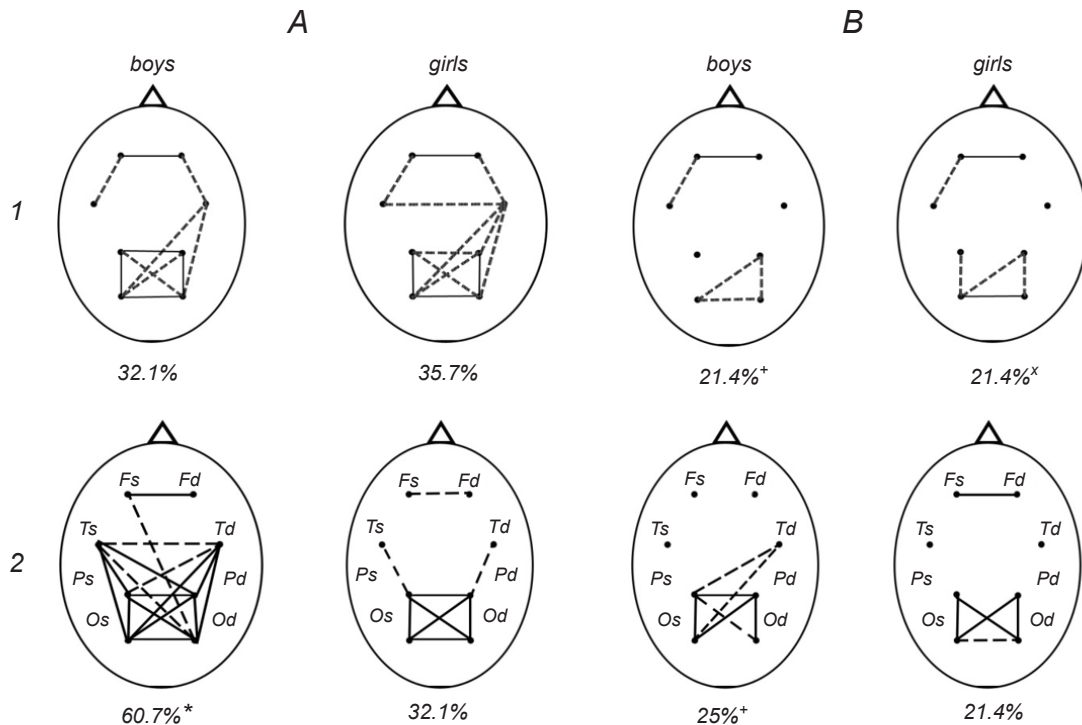 A B
boys girls boys girls
1
32.1% 35.7% 21.4%+ 21.4%x
Fs Fd Fs Fd Fs Fd Fs Fd
Ts Td Ts Td Ts Td Ts Td
2
Ps Pd Ps Pd Ps Pd Ps Pd
Os Od Os Od Os Od Os Od
60.7%* 32.1% 25%+ 21.4%